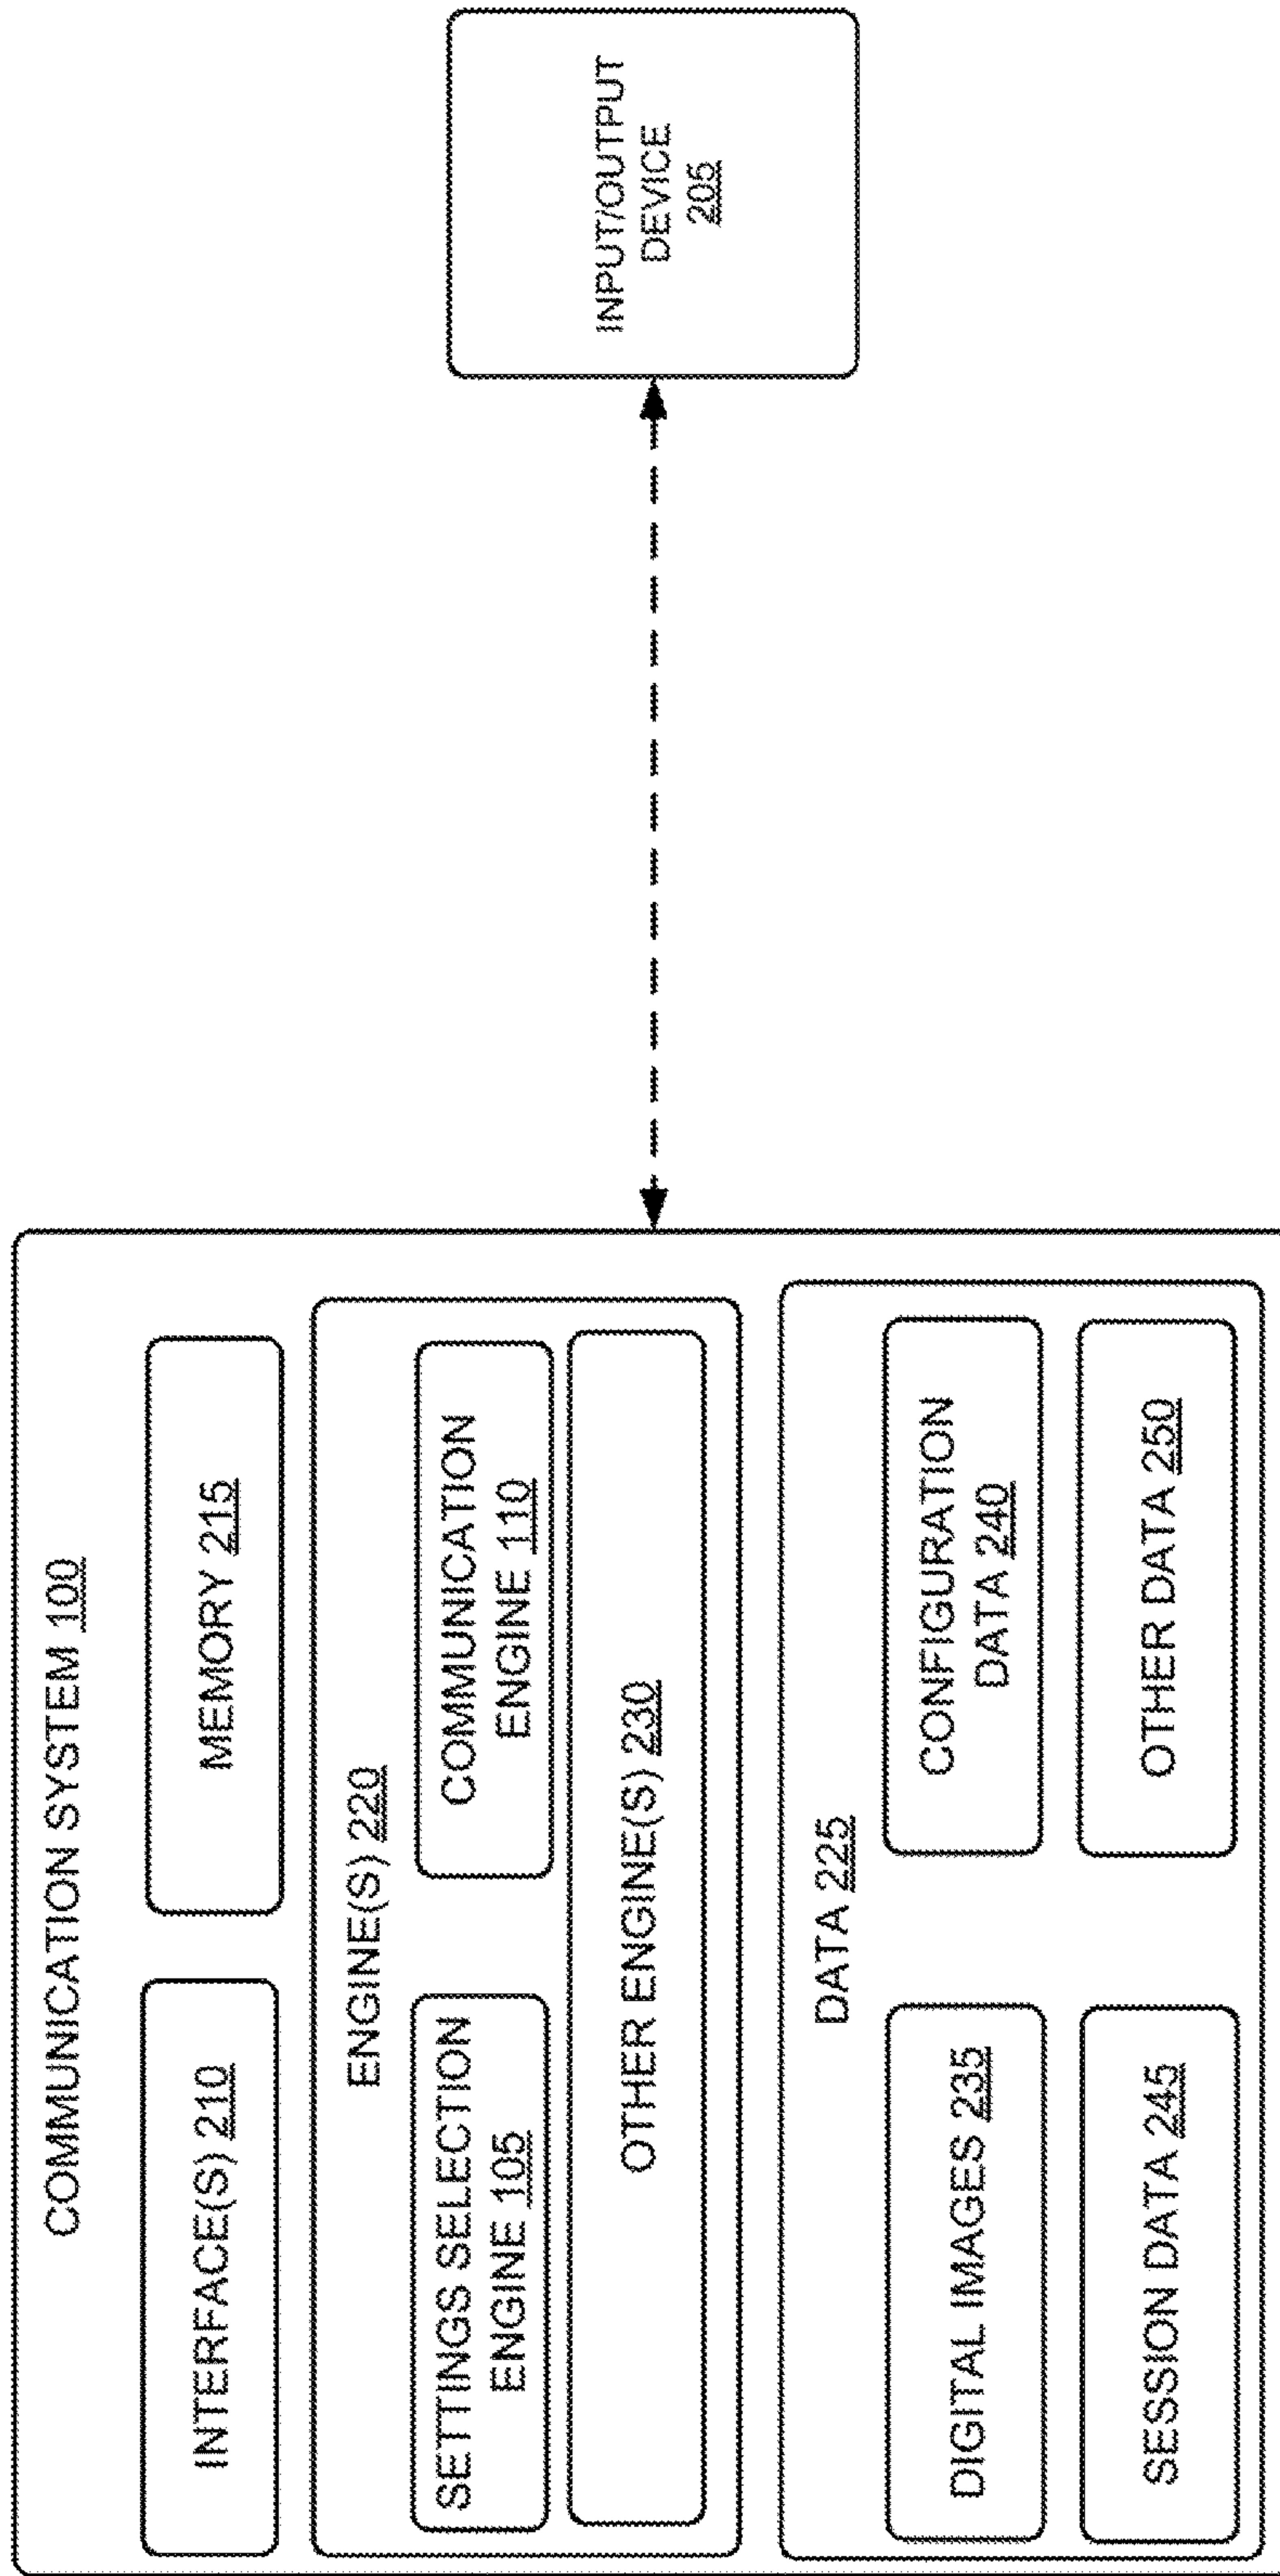 COMMUNICATION SYSTEM 100
INTERFACE(S) 210
MEMORY 215
ENGINE(S) 220
SETTINGS SELECTION
ENGINE 105
COMMUNICATION
ENGINE 110
OTHER ENGINE(S) 230
DATA 225
DIGITAL IMAGES 235
CONFIGURATION
DATA 240
SESSION DATA 245
OTHER DATA 250
INPUT/OUTPUT
DEVICE
205